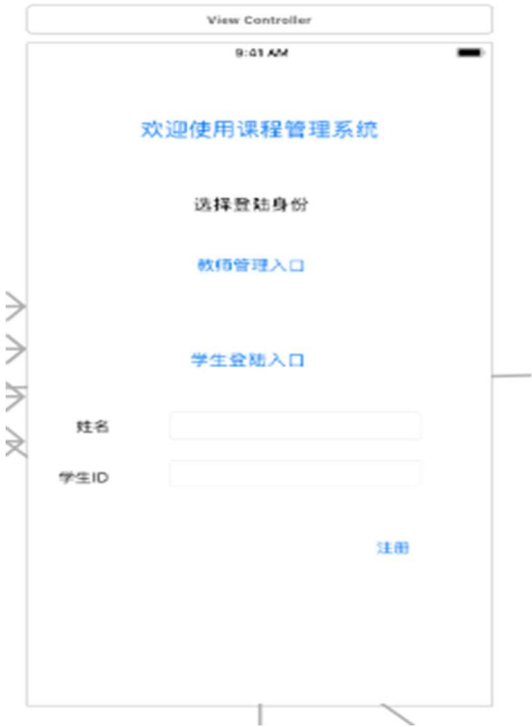 View Controller
9:41 AM
欢迎使用课程管理系统
选择登陆身份
教师管理入口
学生登陆入口
姓名
学生ID
注册